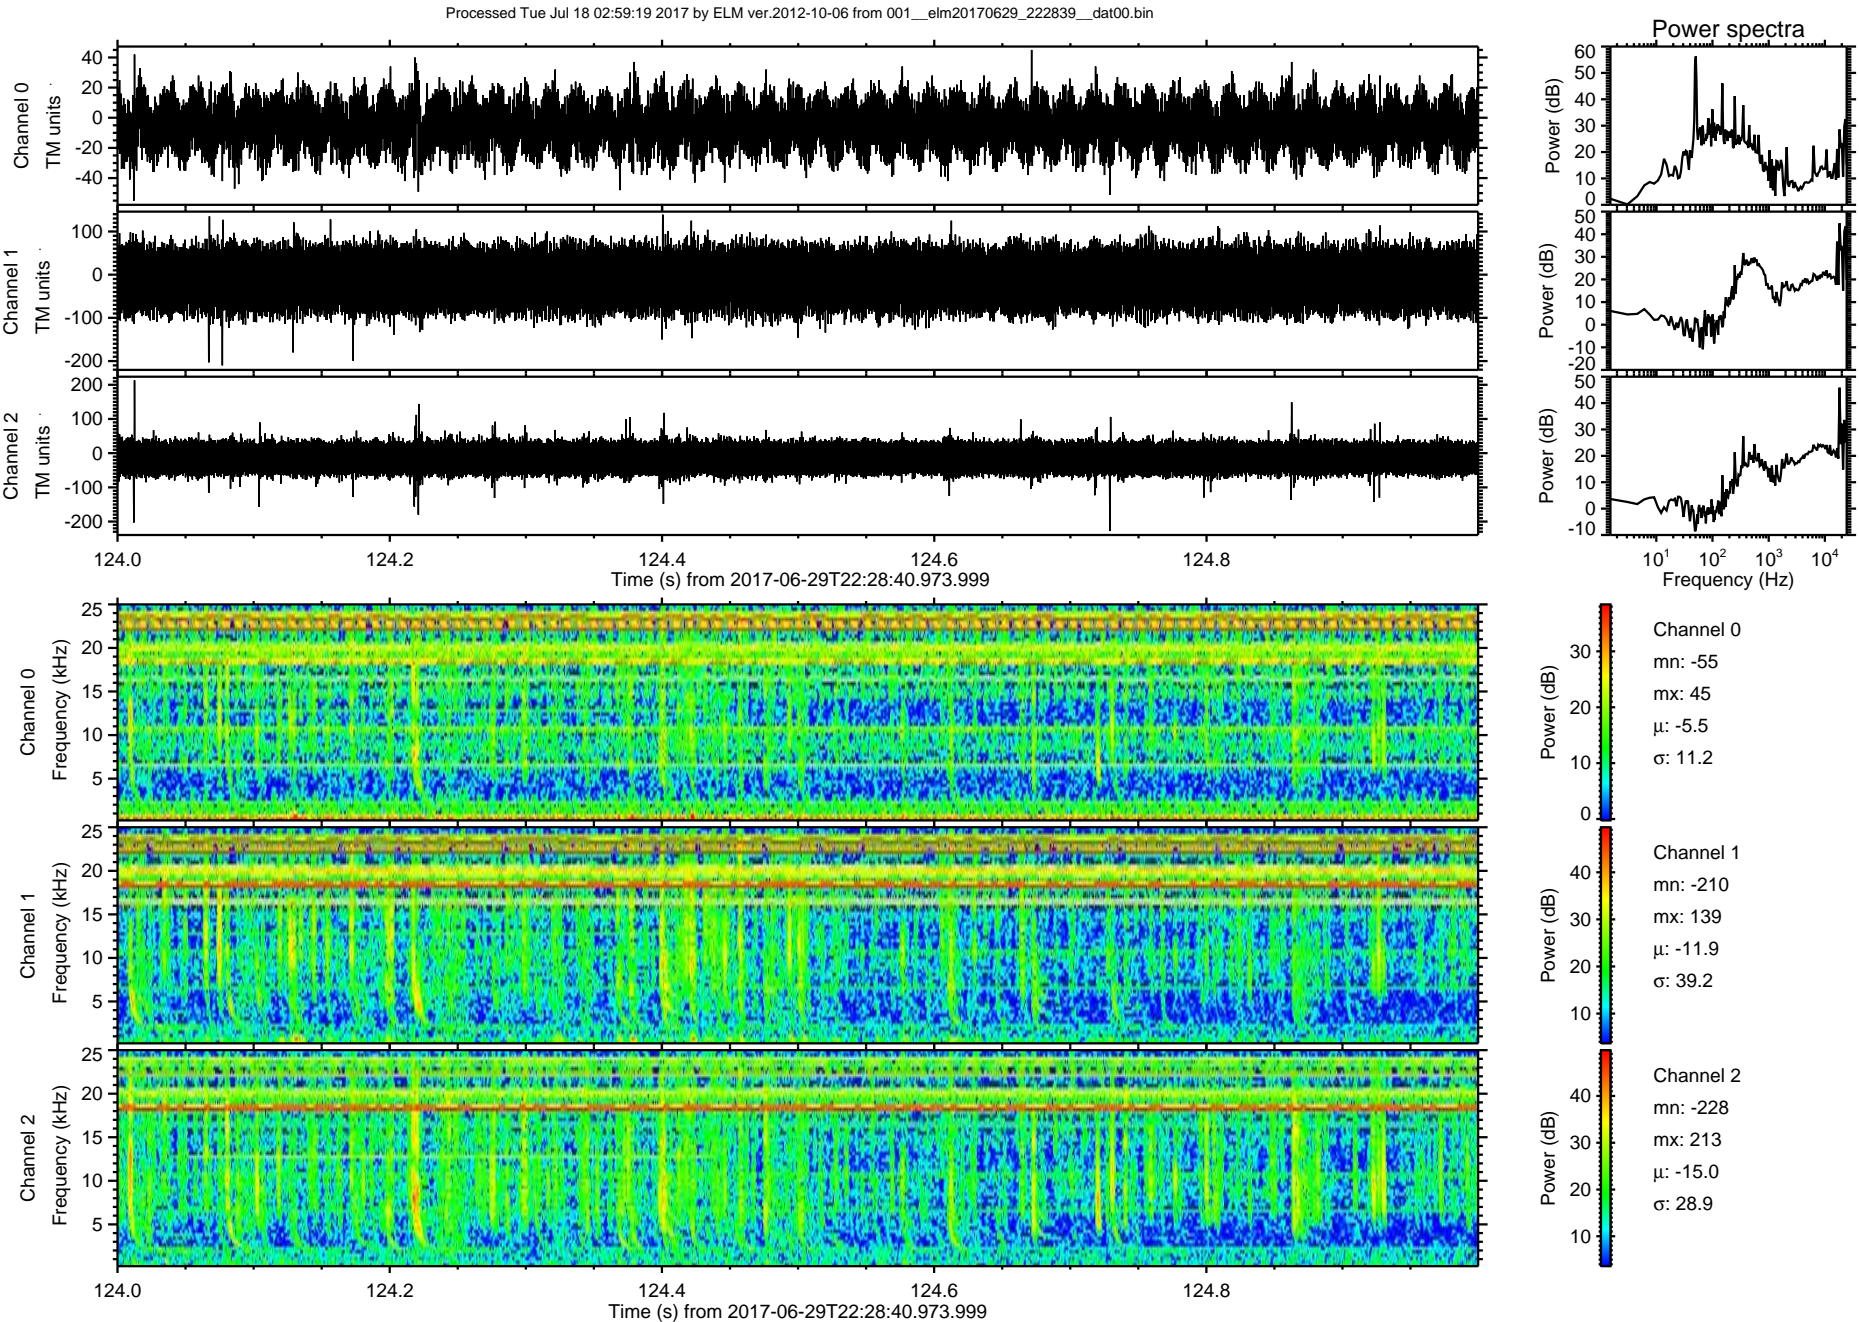 Processed Tue Jul 18 02:59:19 2017 by ELM ver.2012-10-06 from 001__elm20170629_222839__dat00.bin
Power spectra
Channel 0
TM units
40
20
0
-20
-40
Power (dB)
60
50
40
30
20
10
0
Channel 1
TM units
100
0
-100
-200
Power (dB)
50
40
30
20
10
0
-10
-20
Channel 2
TM units
200
100
0
-100
-200
Power (dB)
50
40
30
20
10
0
-10
124.0 124.2 124.4 124.6 124.8
Time (s) from 2017-06-29T22:28:40.973.999
10^1 10^2 10^3 10^4
Frequency (Hz)
Channel 0
Frequency (kHz)
25
20
15
10
5
Power (dB)
30
20
10
0
Channel 0
mn: -55
mx: 45
μ: -5.5
σ: 11.2
Channel 1
Frequency (kHz)
25
20
15
10
5
Power (dB)
40
30
20
10
Channel 1
mn: -210
mx: 139
μ: -11.9
σ: 39.2
Channel 2
Frequency (kHz)
25
20
15
10
5
Power (dB)
40
30
20
10
Channel 2
mn: -228
mx: 213
μ: -15.0
σ: 28.9
124.0 124.2 124.4 124.6 124.8
Time (s) from 2017-06-29T22:28:40.973.999